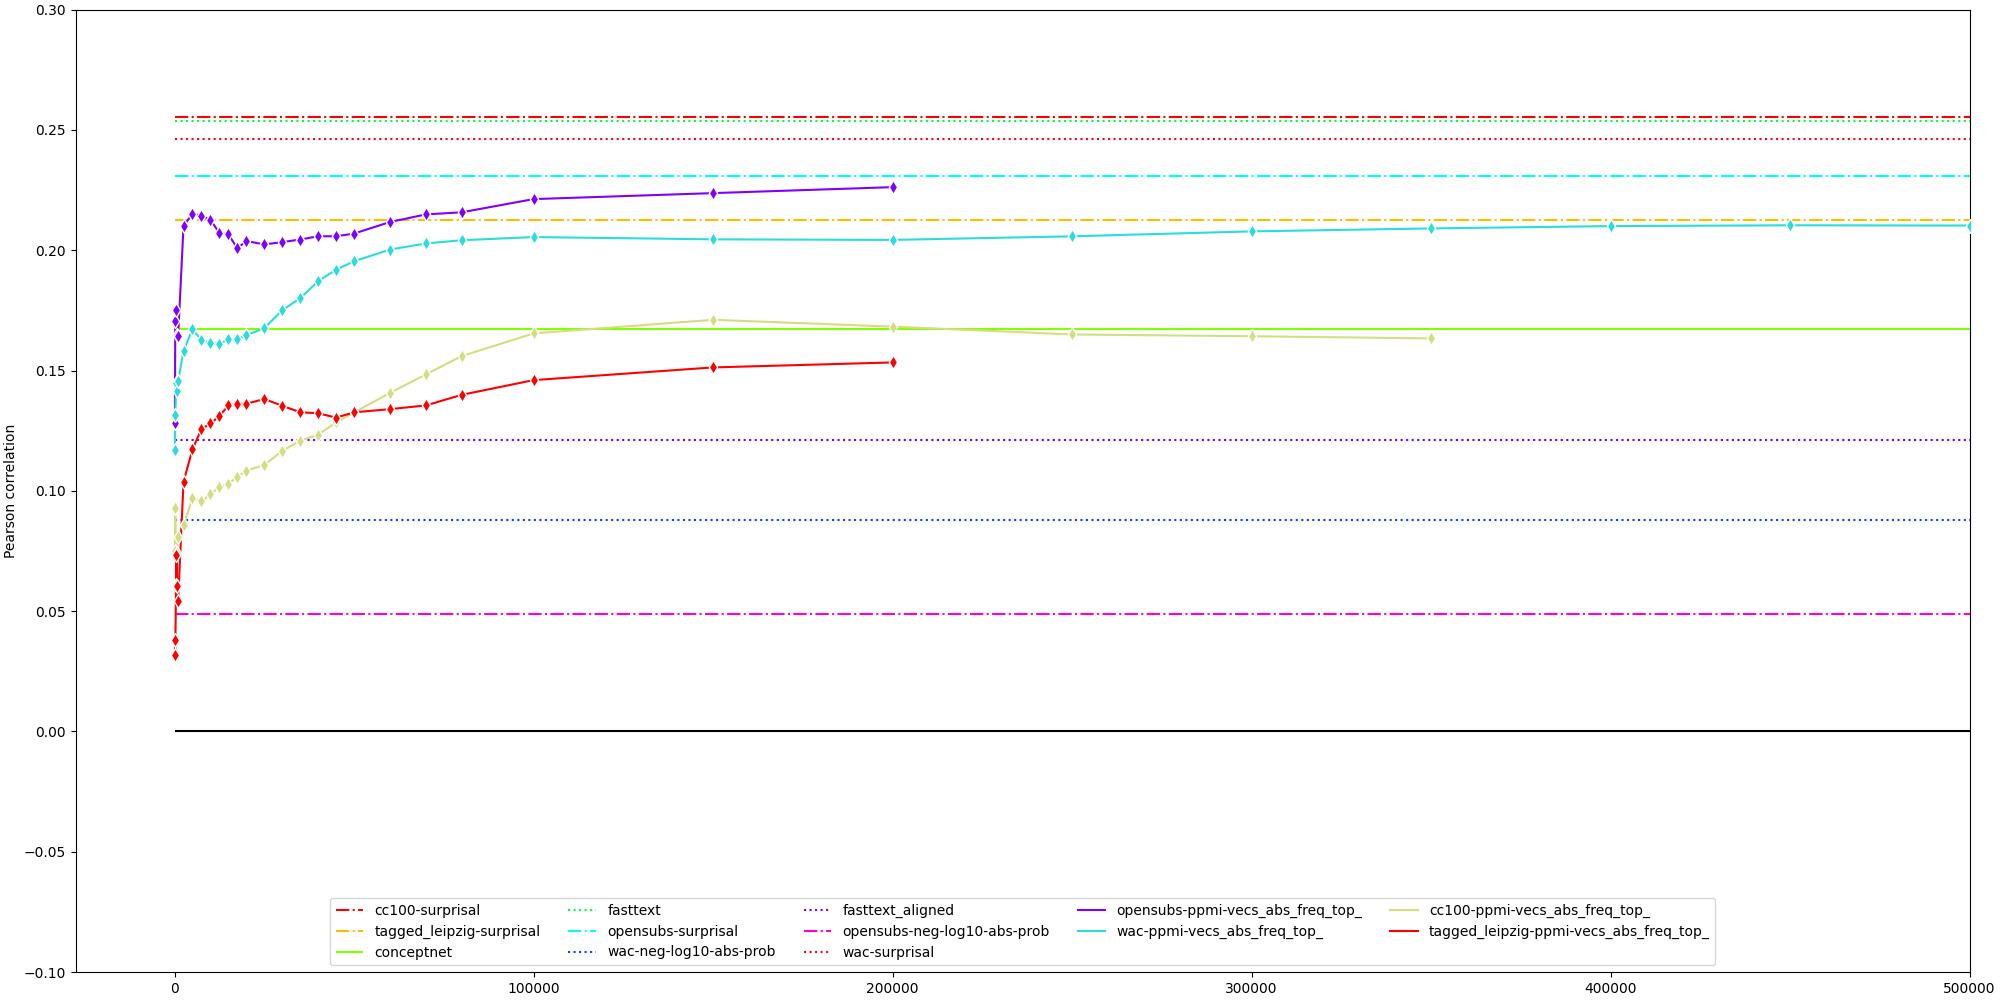 0.30
0.25
0.20
0.15
0.10
0.05
0.00
−0.05
−0.10
Pearson correlation
0
100000
200000
300000
400000
500000
cc100-surprisal
tagged_leipzig-surprisal
conceptnet
fasttext
opensubs-surprisal
wac-neg-log10-abs-prob
fasttext_aligned
opensubs-neg-log10-abs-prob
wac-surprisal
opensubs-ppmi-vecs_abs_freq_top_
wac-ppmi-vecs_abs_freq_top_
cc100-ppmi-vecs_abs_freq_top_
tagged_leipzig-ppmi-vecs_abs_freq_top_